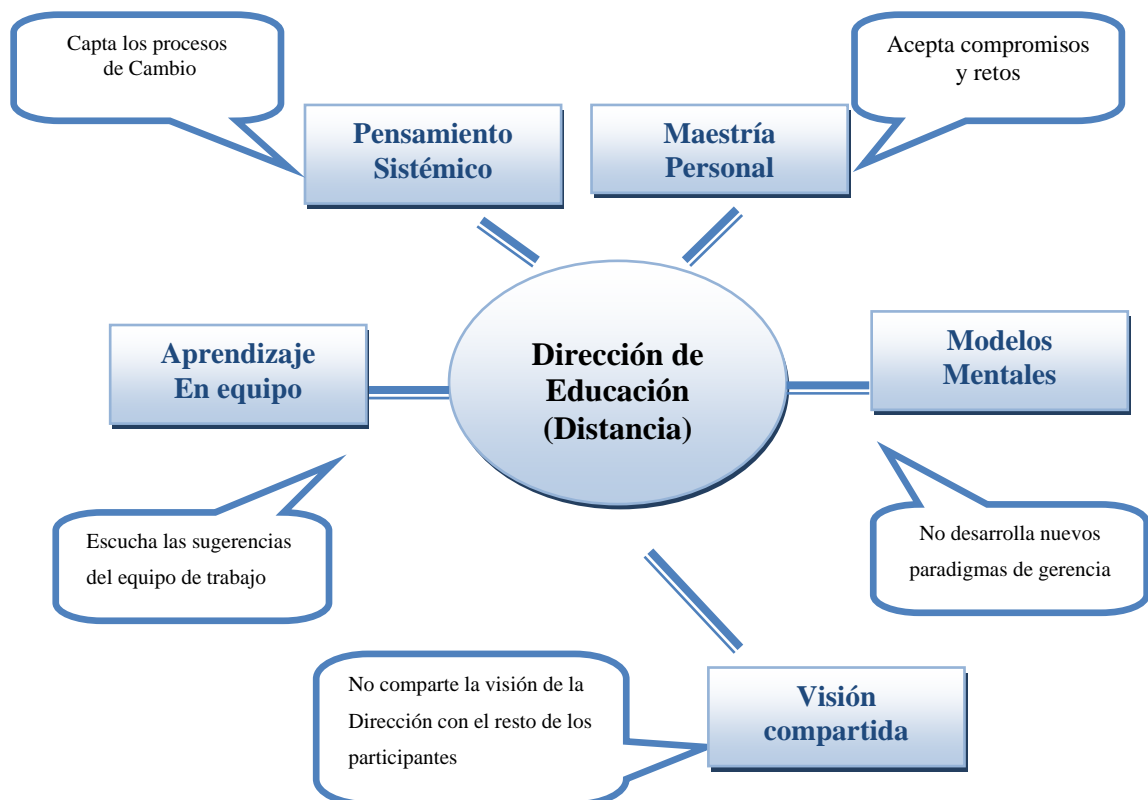 Capta los procesos
de Cambio
Acepta compromisos
y retos
Pensamiento
Sistémico
Maestría
Personal
Aprendizaje
En equipo
Dirección de
Educación
(Distancia)
Modelos
Mentales
Escucha las sugerencias
del equipo de trabajo
No desarrolla nuevos
paradigmas de gerencia
No comparte la visión de la
Dirección con el resto de los
participantes
Visión
compartida